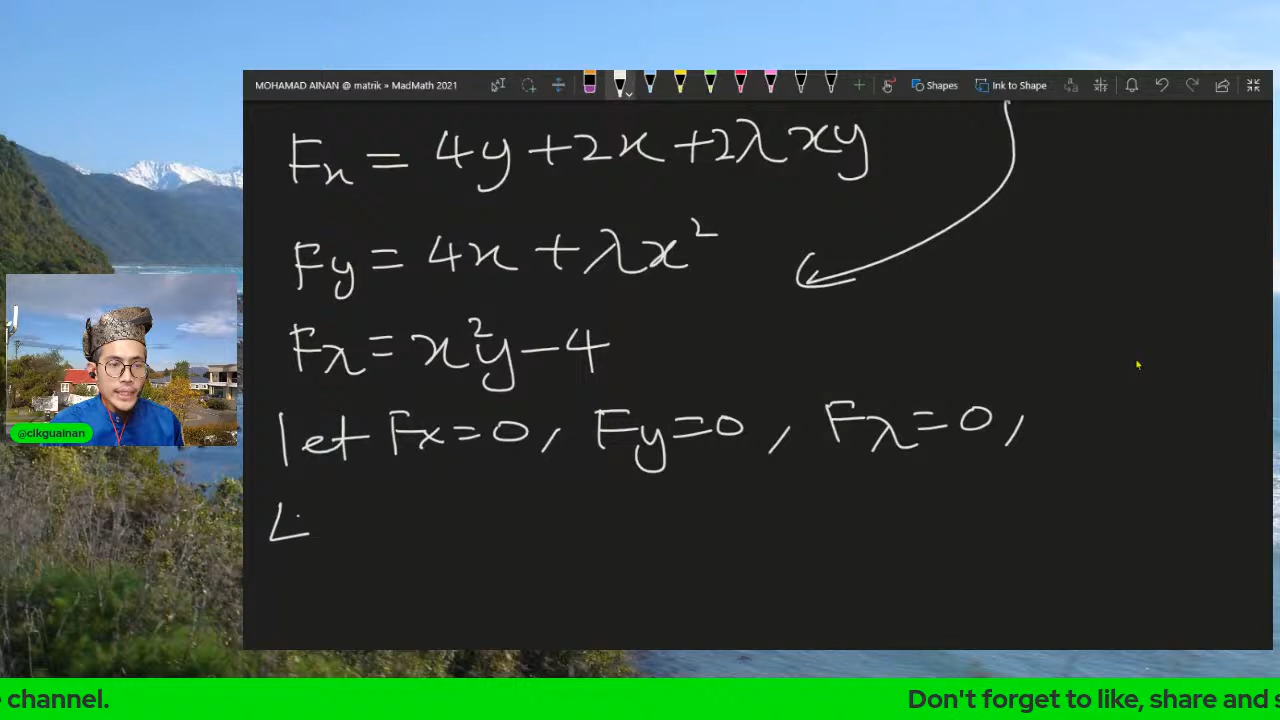 MOHAMAD AINAN @ matrik » MadMath 2021
Shapes
Ink to Shape
Fx = 4y + 2x + 2λxy
Fy = 4x + λx²
Fλ = x²y − 4
let Fx = 0, Fy = 0, Fλ = 0,
@cikguainan
channel.
Don't forget to like, share and s